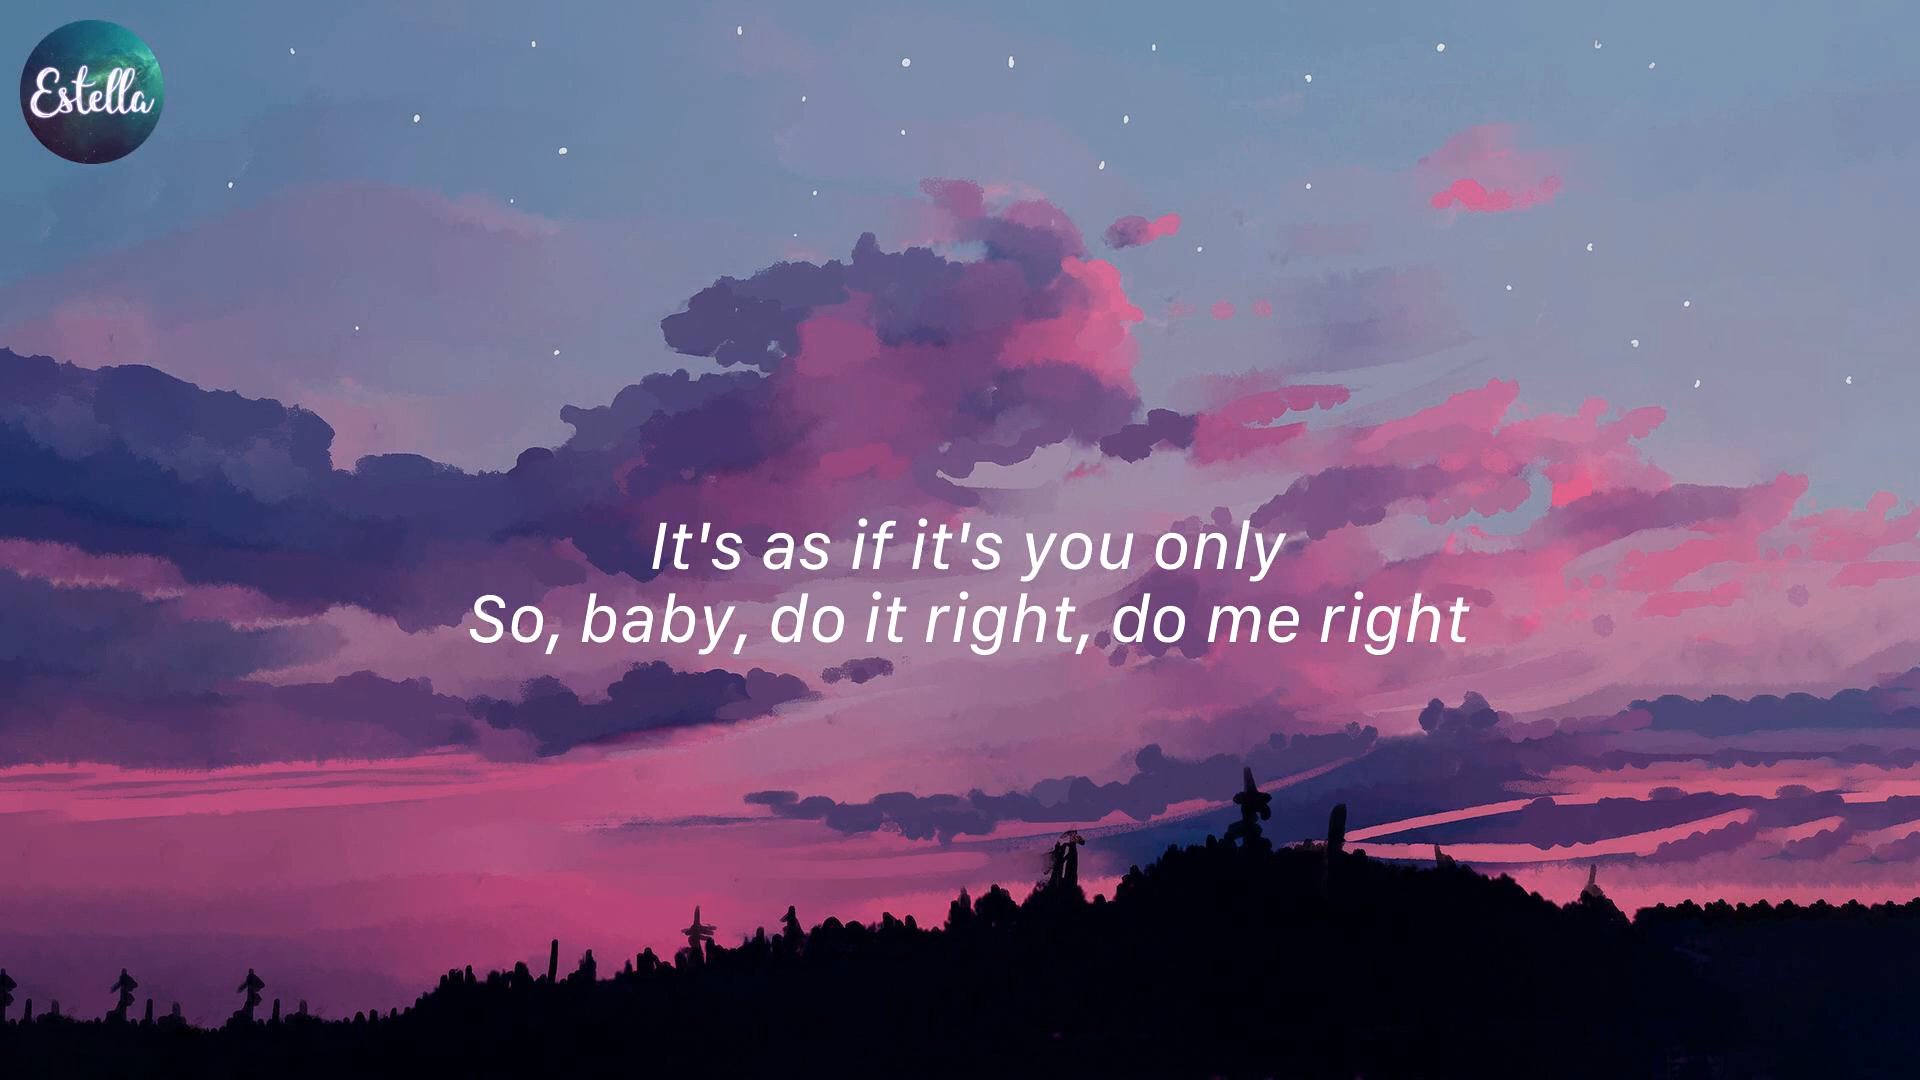 Estella
It's as if it's you only
So, baby, do it right, do me right